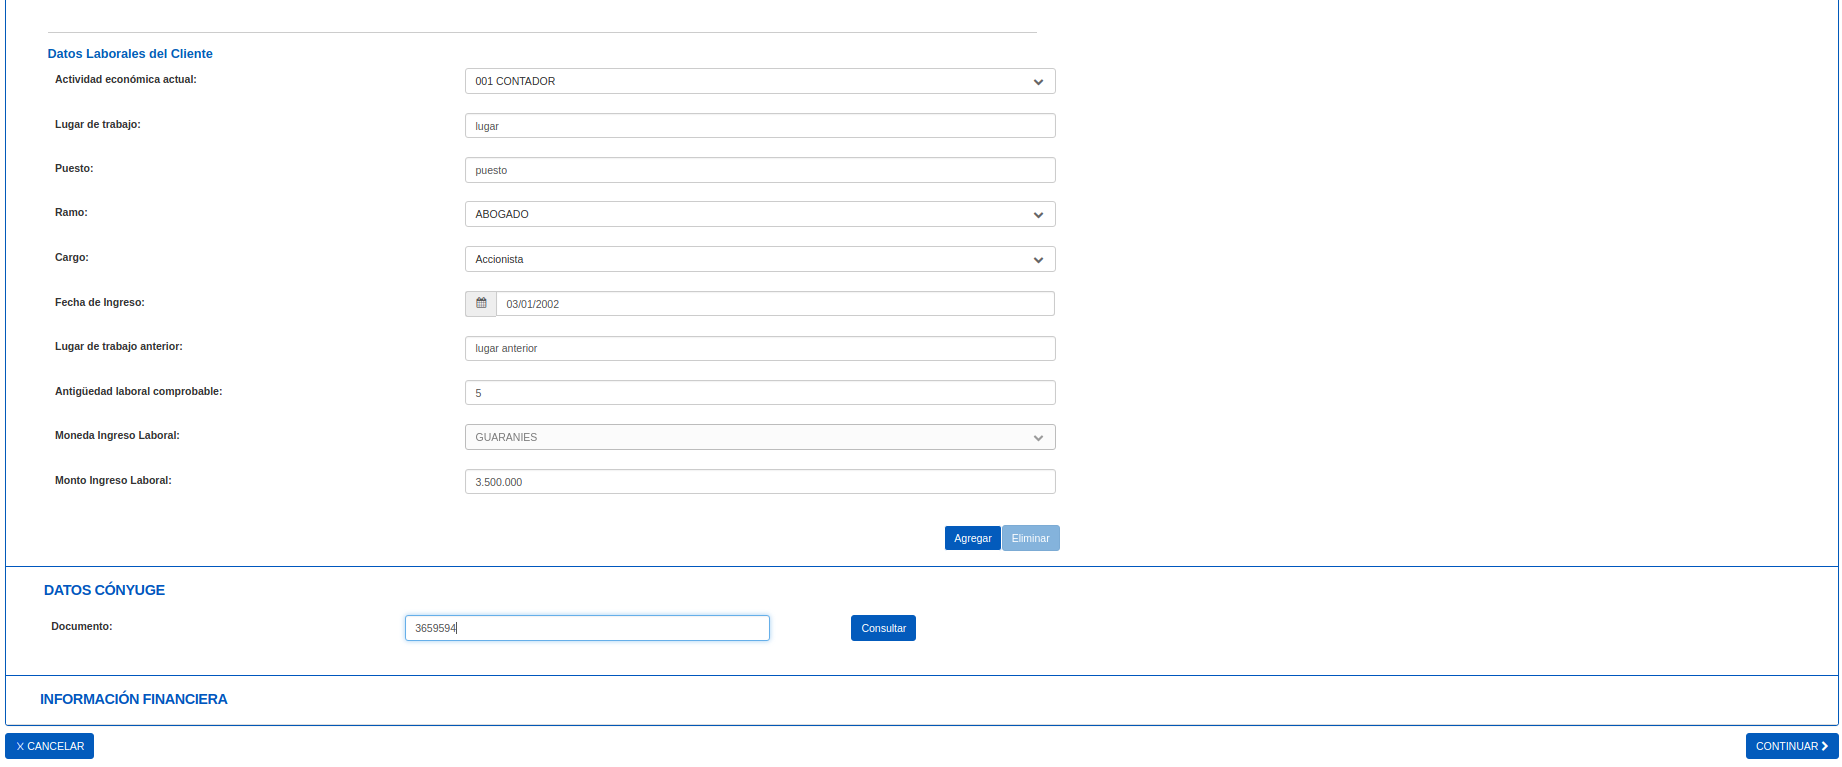 Datos Laborales del Cliente
Actividad económica actual: 001 CONTADOR
Lugar de trabajo: lugar
Puesto: puesto
Ramo: ABOGADO
Cargo: Accionista
Fecha de Ingreso: 03/01/2002
Lugar de trabajo anterior: lugar anterior
Antigüedad laboral comprobable: 5
Moneda Ingreso Laboral: GUARANIES
Monto Ingreso Laboral: 3.500.000
Agregar Eliminar
DATOS CÓNYUGE
Documento: 3659594 Consultar
INFORMACIÓN FINANCIERA
X CANCELAR CONTINUAR